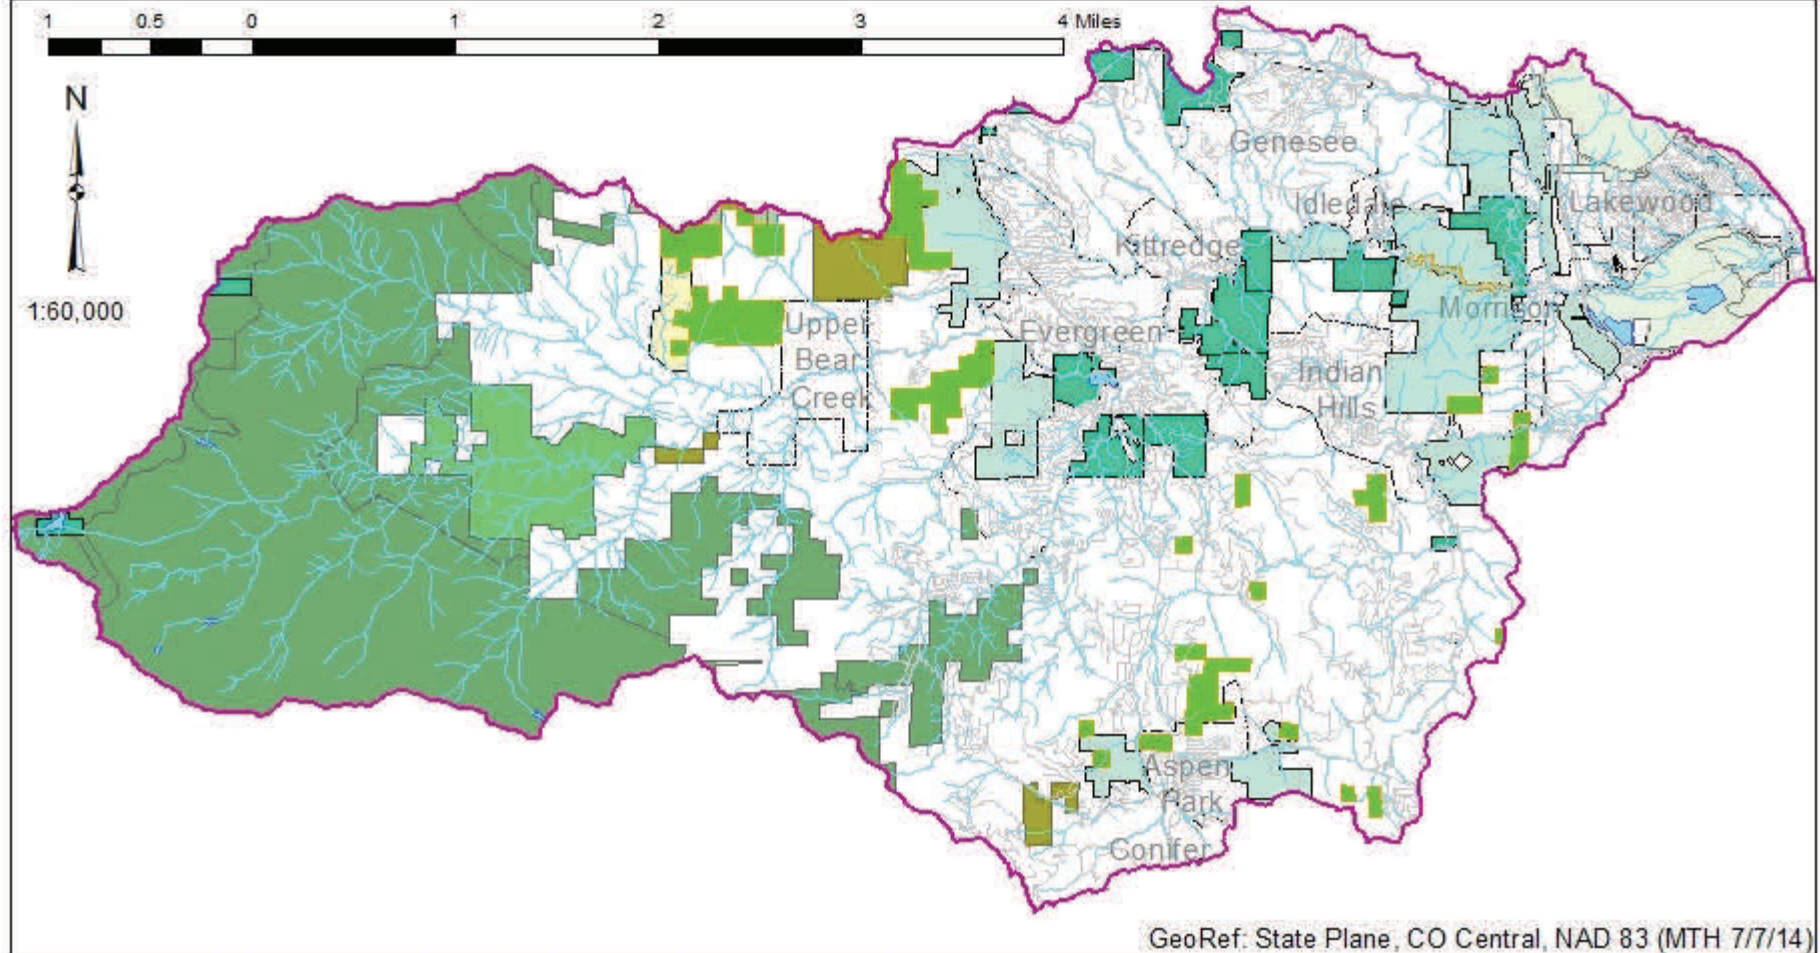 1 0.5 0 1 2 3 4 Miles
N
1:60,000
Genesee
Idledale
Lakewood
Kittredge
Morrison
Upper
Bear
Creek
Evergreen
Indian
Hills
Aspen
Park
Conifer
GeoRef: State Plane, CO Central, NAD 83 (MTH 7/7/14)